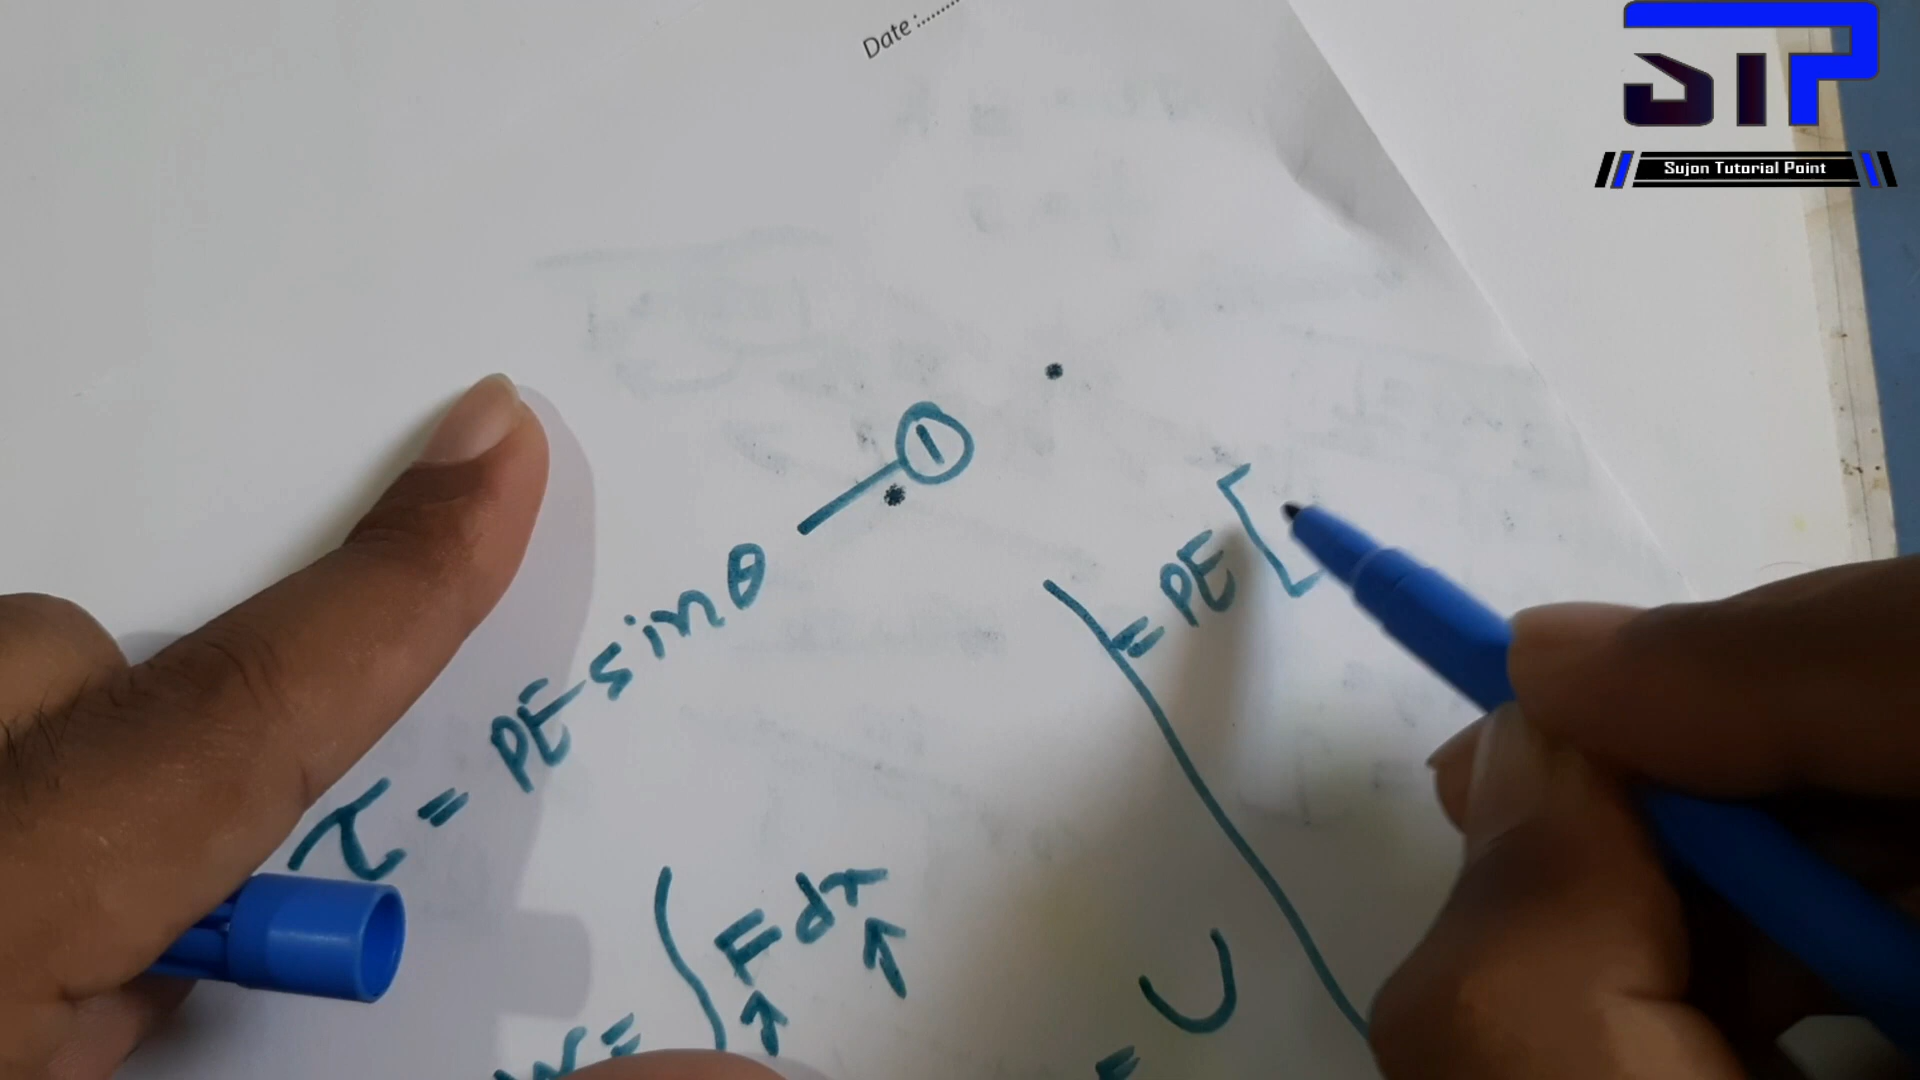 Date :.........
STP
Sujon Tutorial Point
τ = PE sinθ — ①
W = ∫ F dr
↑ ↑
= PE [
= U